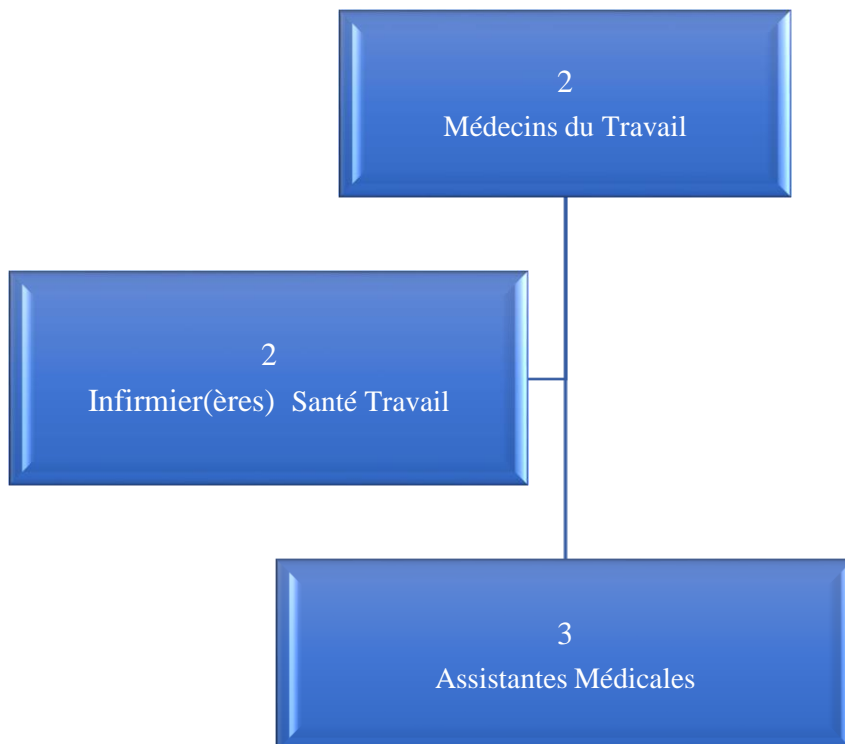 2
Médecins du Travail
2
Infirmier(ères) Santé Travail
3
Assistantes Médicales